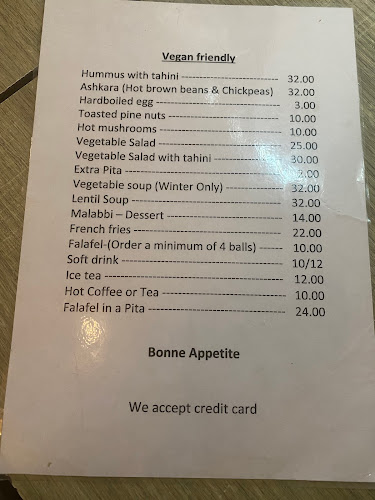 Vegan friendly
Hummus with tahini -------------------------- 32.00
Ashkara (Hot brown beans & Chickpeas) 32.00
Hardboiled egg -------------------------------- 3.00
Toasted pine nuts ----------------------------- 10.00
Hot mushrooms ------------------------------- 10.00
Vegetable Salad -------------------------------- 25.00
Vegetable Salad with tahini ----------------- 30.00
Extra Pita ----------------------------------------- 2.00
Vegetable soup (Winter Only) --------------- 32.00
Lentil Soup --------------------------------------- 32.00
Malabbi – Dessert ----------------------------- 14.00
French fries -------------------------------------- 22.00
Falafel-(Order a minimum of 4 balls) ------ 10.00
Soft drink ----------------------------------------- 10/12
Ice tea --------------------------------------------- 12.00
Hot Coffee or Tea ------------------------------ 10.00
Falafel in a Pita ---------------------------------- 24.00
Bonne Appetite
We accept credit card